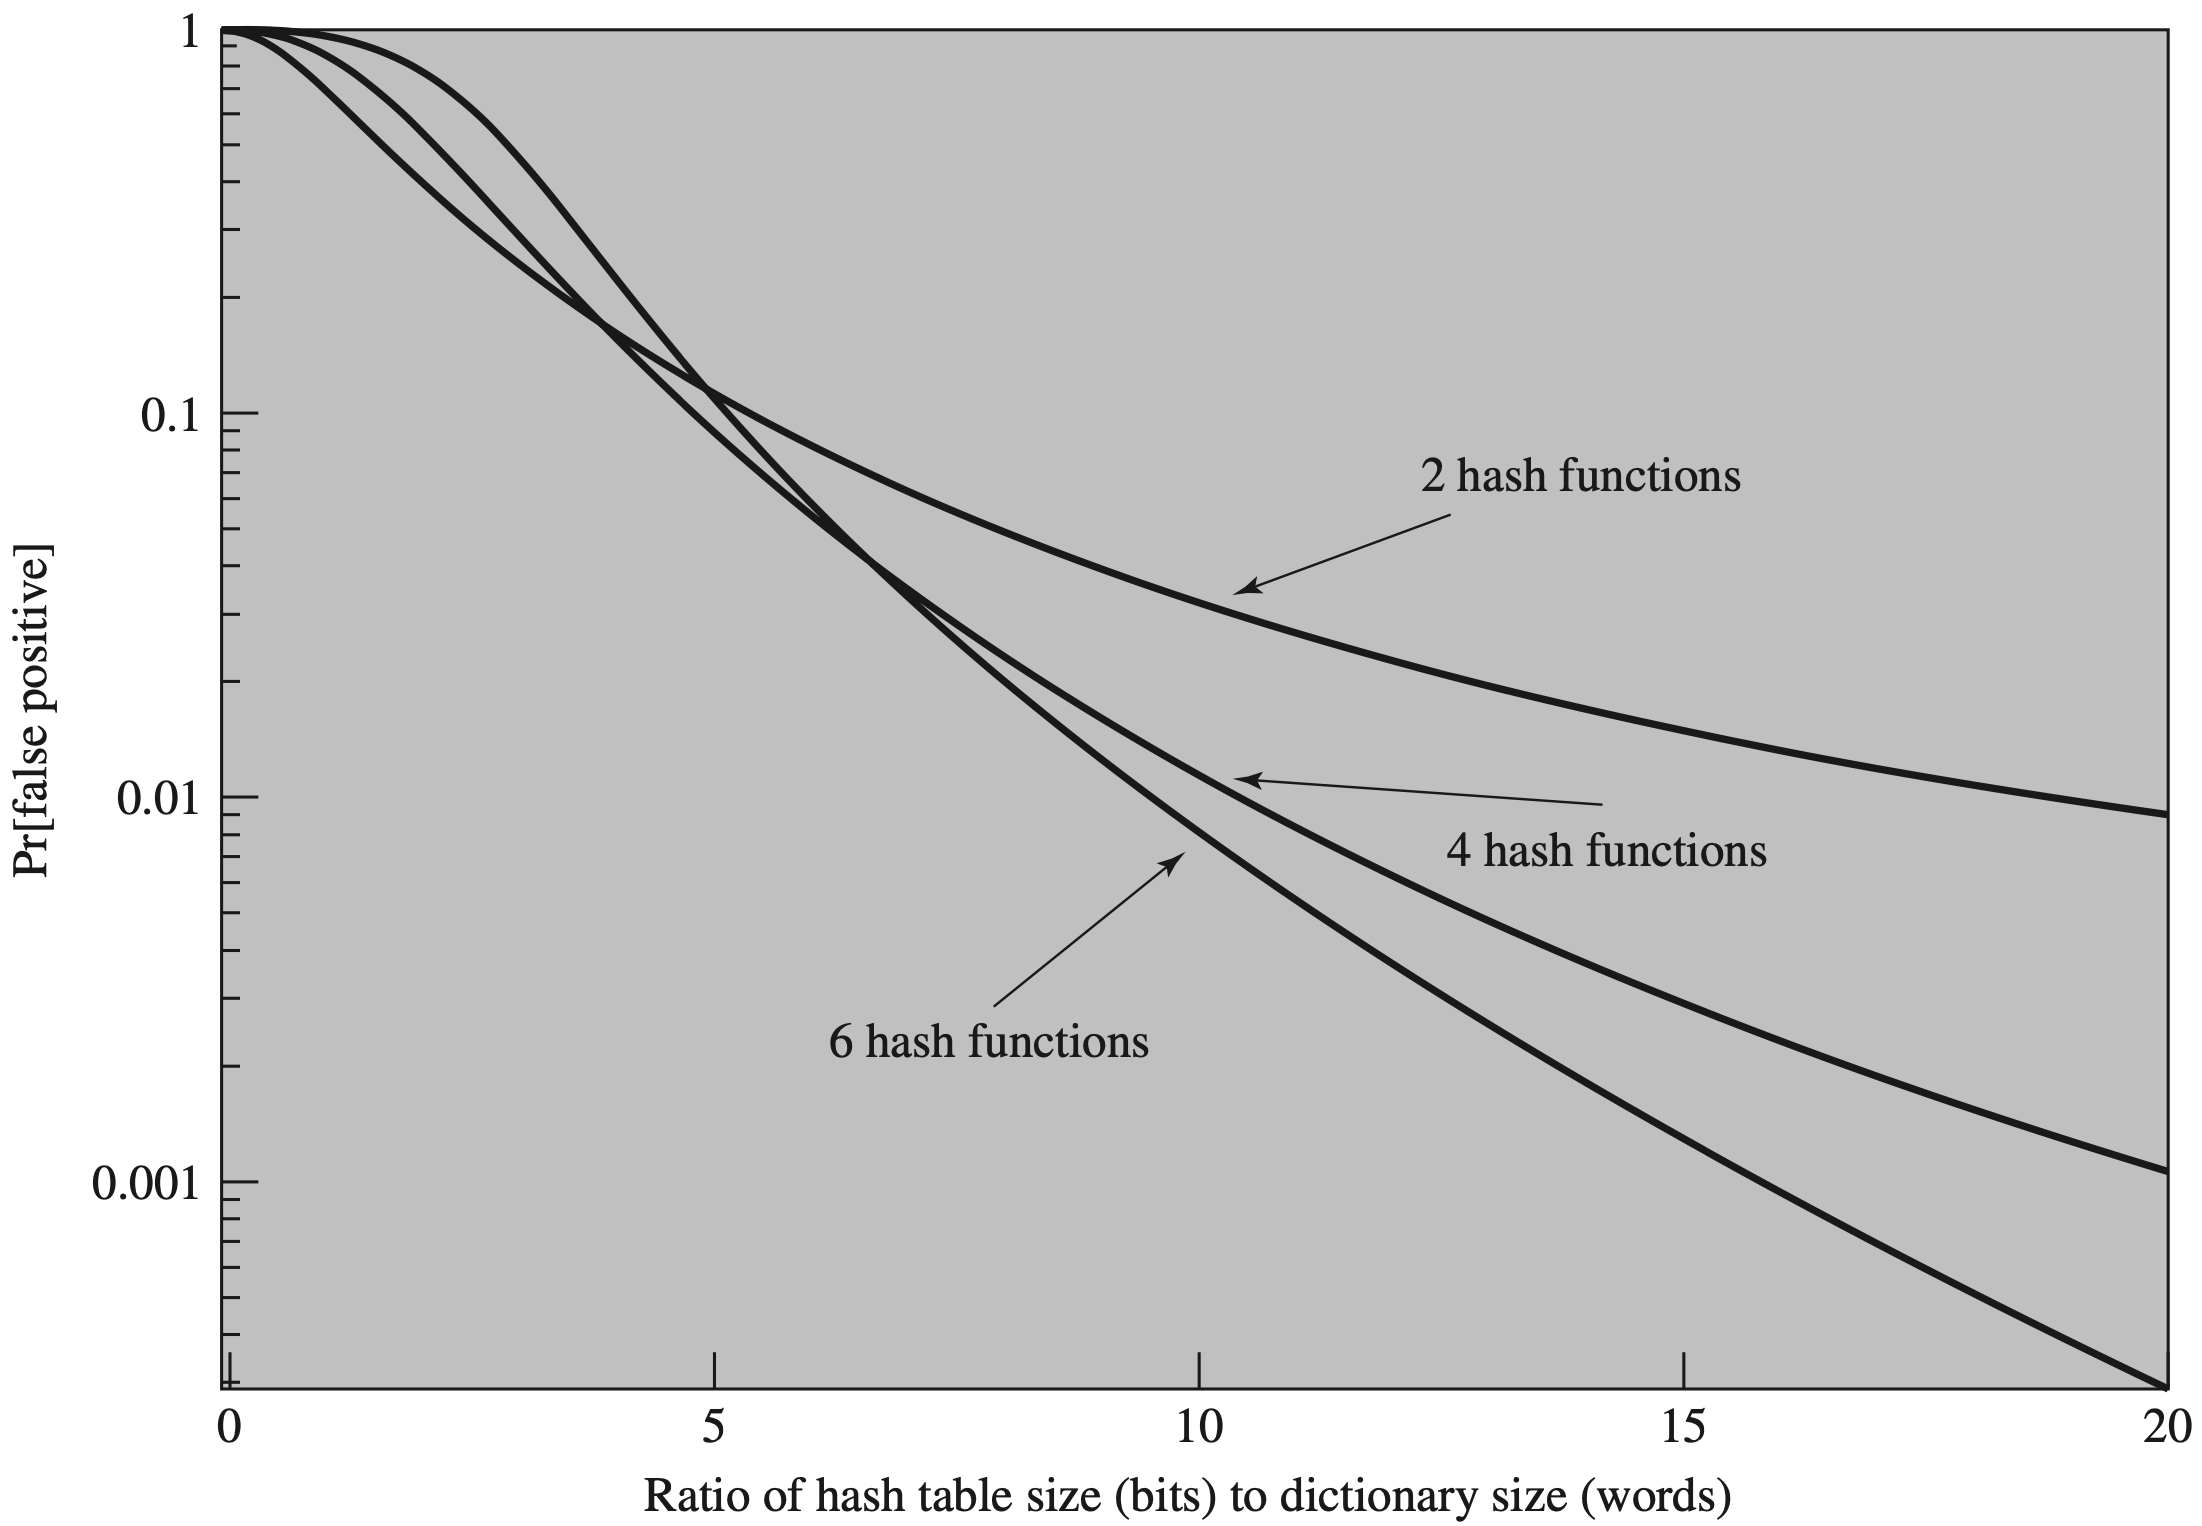 1
0.1
0.01
0.001
Pr[false positive]
2 hash functions
4 hash functions
6 hash functions
0 5 10 15 20
Ratio of hash table size (bits) to dictionary size (words)